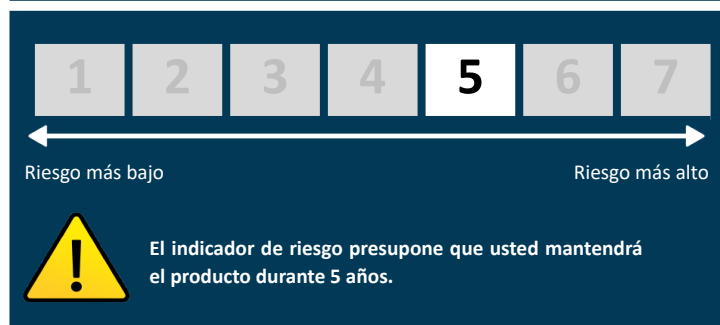 1 2 3 4 5 6 7
Riesgo más bajo Riesgo más alto
El indicador de riesgo presupone que usted mantendrá
el producto durante 5 años.